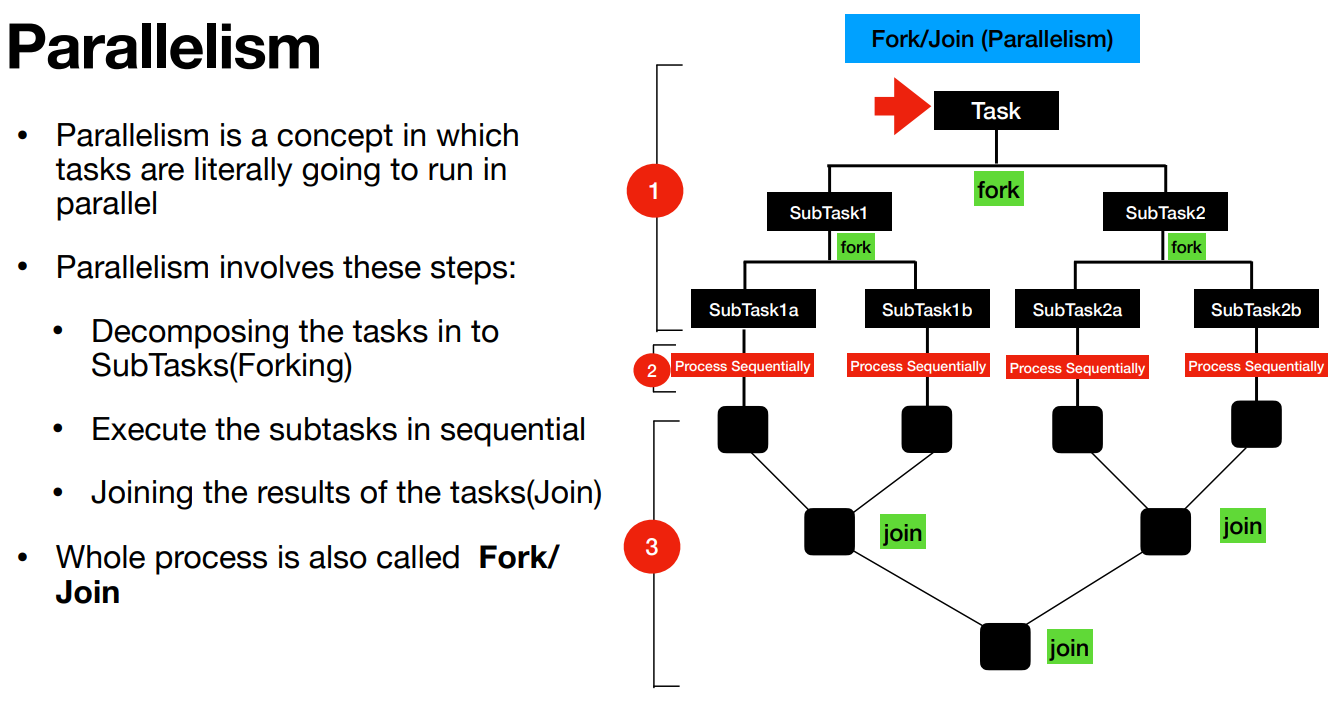 Parallelism
• Parallelism is a concept in which
tasks are literally going to run in
parallel
• Parallelism involves these steps:
• Decomposing the tasks in to
SubTasks(Forking)
• Execute the subtasks in sequential
• Joining the results of the tasks(Join)
• Whole process is also called Fork/
Join
Fork/Join (Parallelism)
Task
1
fork
SubTask1
SubTask2
fork
fork
SubTask1a
SubTask1b
SubTask2a
SubTask2b
2
Process Sequentially
Process Sequentially
Process Sequentially
Process Sequentially
3
join
join
join